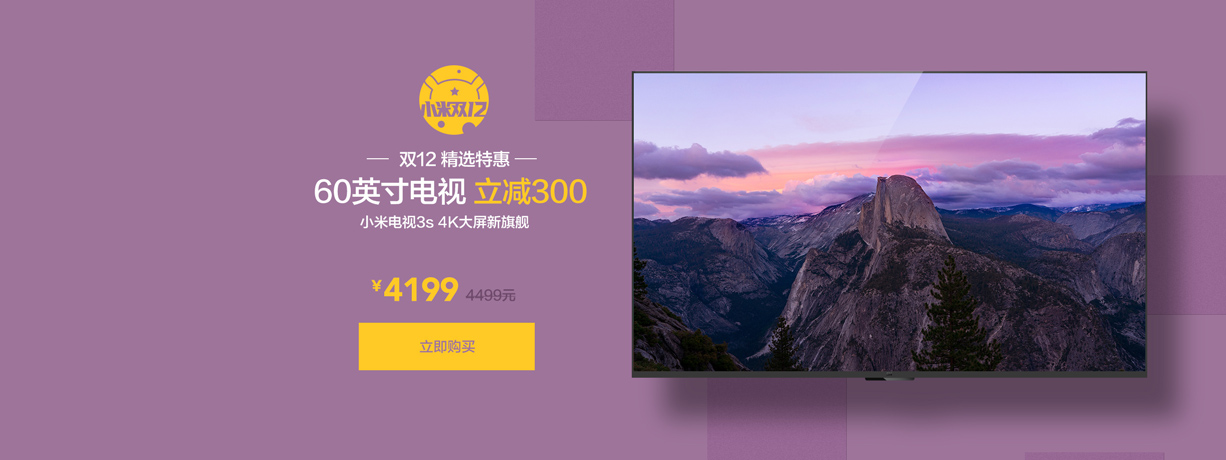 小米双12
双12 精选特惠
60英寸电视 立减300
小米电视3s 4K大屏新旗舰
¥4199 4499元
立即购买